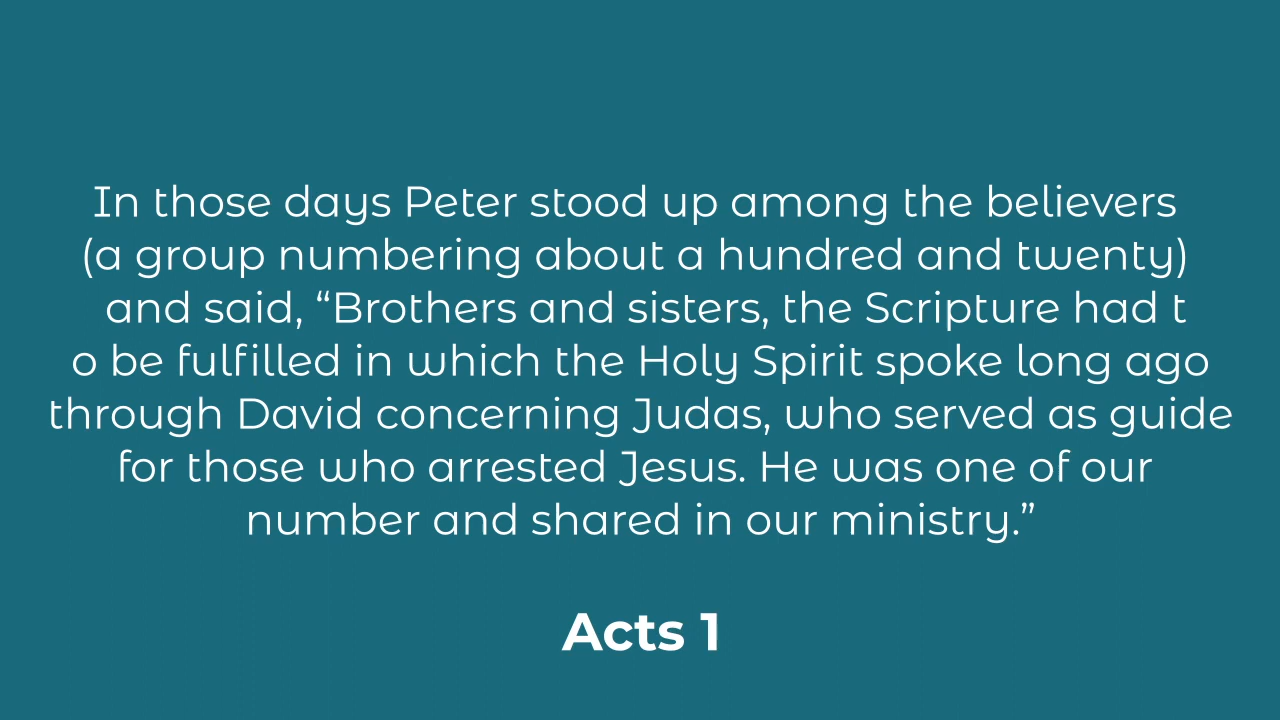 In those days Peter stood up among the believers
(a group numbering about a hundred and twenty)
and said, “Brothers and sisters, the Scripture had t
o be fulfilled in which the Holy Spirit spoke long ago
through David concerning Judas, who served as guide
for those who arrested Jesus. He was one of our
number and shared in our ministry.”
Acts 1